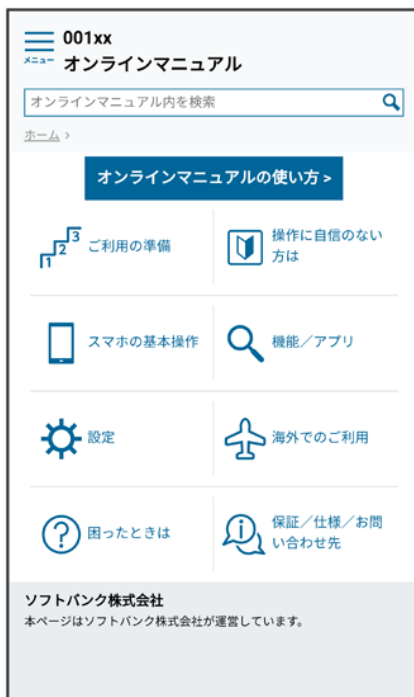 001xx
メニュー オンラインマニュアル
オンラインマニュアル内を検索
ホーム ›
オンラインマニュアルの使い方 >
1 2 3 ご利用の準備
操作に自信のない
方は
スマホの基本操作
機能／アプリ
設定
海外でのご利用
? 困ったときは
i 保証／仕様／お問
い合わせ先
ソフトバンク株式会社
本ページはソフトバンク株式会社が運営しています。